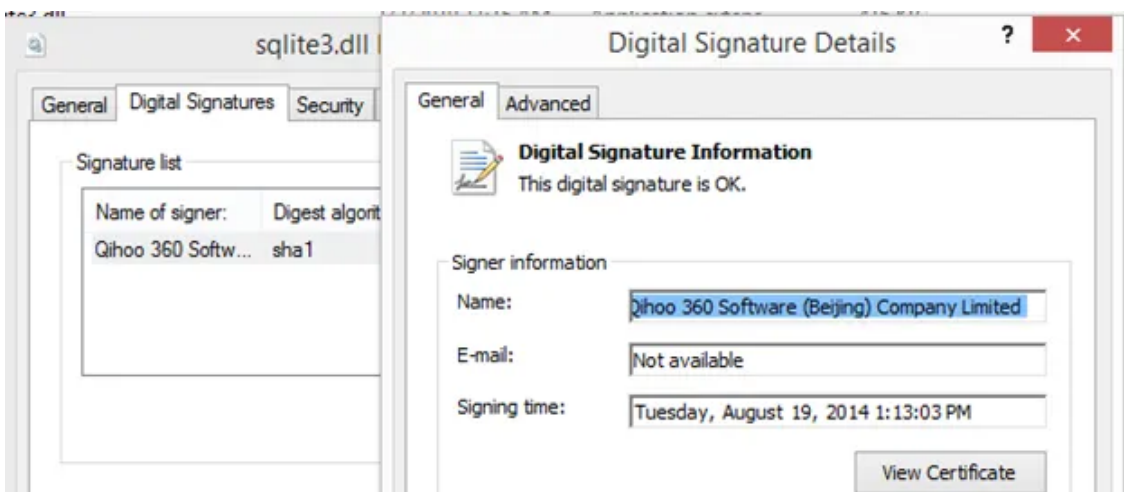 sqlite3.dll
Digital Signature Details
?
General Digital Signatures Security
General Advanced
Digital Signature Information
This digital signature is OK.
Signature list
Name of signer: Digest algorit
Qihoo 360 Softw... sha1
Signer information
Name: Qihoo 360 Software (Beijing) Company Limited
E-mail: Not available
Signing time: Tuesday, August 19, 2014 1:13:03 PM
View Certificate